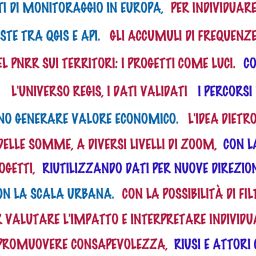 TI DI MONITORAGGIO IN EUROPA, PER INDIVIDUARE
STE TRA QGIS E API. GLI ACCUMULI DI FREQUENZE
EL PNRR SUI TERRITORI: I PROGETTI COME LUCI. CO
L'UNIVERSO REGIS, I DATI VALIDATI I PERCORSI
NO GENERARE VALORE ECONOMICO. L'IDEA DIETRO
DELLE SOMME, A DIVERSI LIVELLI DI ZOOM, CON LA
OGETTI, RIUTILIZZANDO DATI PER NUOVE DIREZION
ON LA SCALA URBANA. CON LA POSSIBILITÀ DI FIL
R VALUTARE L'IMPATTO E INTERPRETARE INDIVIDU
PROMUOVERE CONSAPEVOLEZZA, RIUSI E ATTORI C